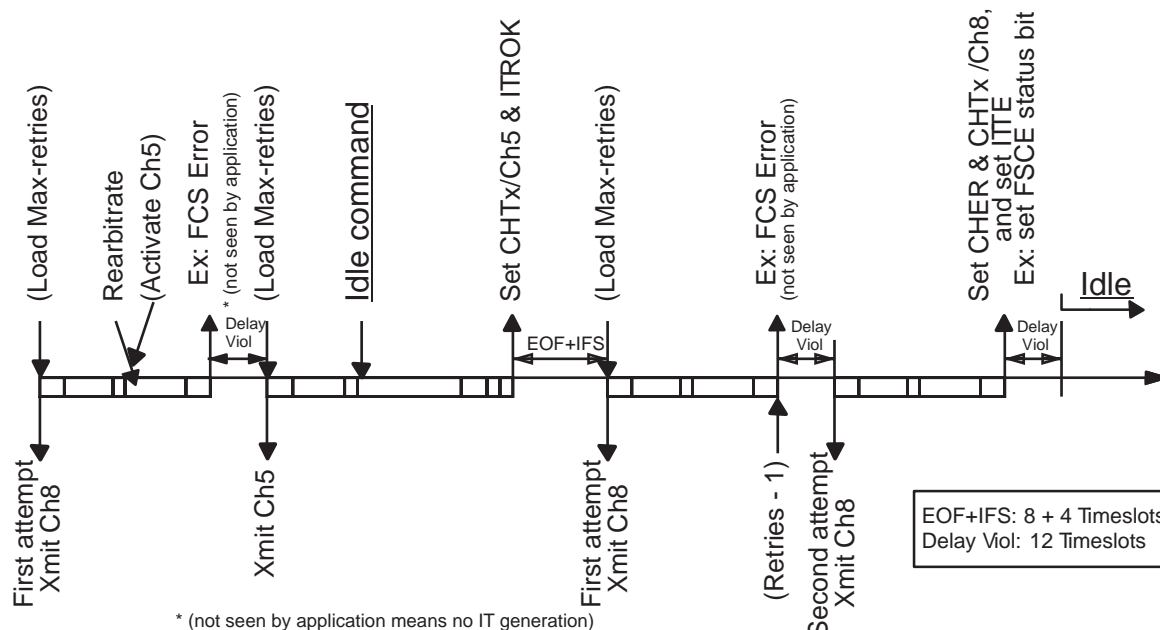 (Load Max-retries)
Rearbitrate
(Activate Ch5)
Ex: FCS Error
* (not seen by application)
(Load Max-retries)
Idle command
Set CHTx/Ch5 & ITROK
(Load Max-retries)
Ex: FCS Error
(not seen by application)
Set CHER & CHTx /Ch8,
and set ITTE
Ex: set FSCE status bit
Idle
Delay
Viol
EOF+IFS
Delay
Viol
Delay
Viol
First attempt
Xmit Ch8
Xmit Ch5
First attempt
Xmit Ch8
(Retries - 1)
Second attempt
Xmit Ch8
EOF+IFS: 8 + 4 Timeslots
Delay Viol: 12 Timeslots
* (not seen by application means no IT generation)